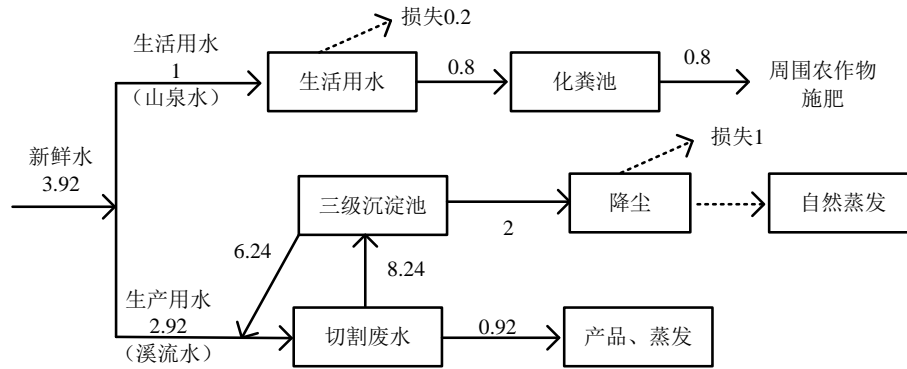 损失0.2
生活用水
1
（山泉水）
生活用水
0.8
化粪池
0.8
周围农作物
施肥
新鲜水
3.92
损失1
三级沉淀池
2
降尘
自然蒸发
6.24
8.24
生产用水
2.92
（溪流水）
切割废水
0.92
产品、蒸发